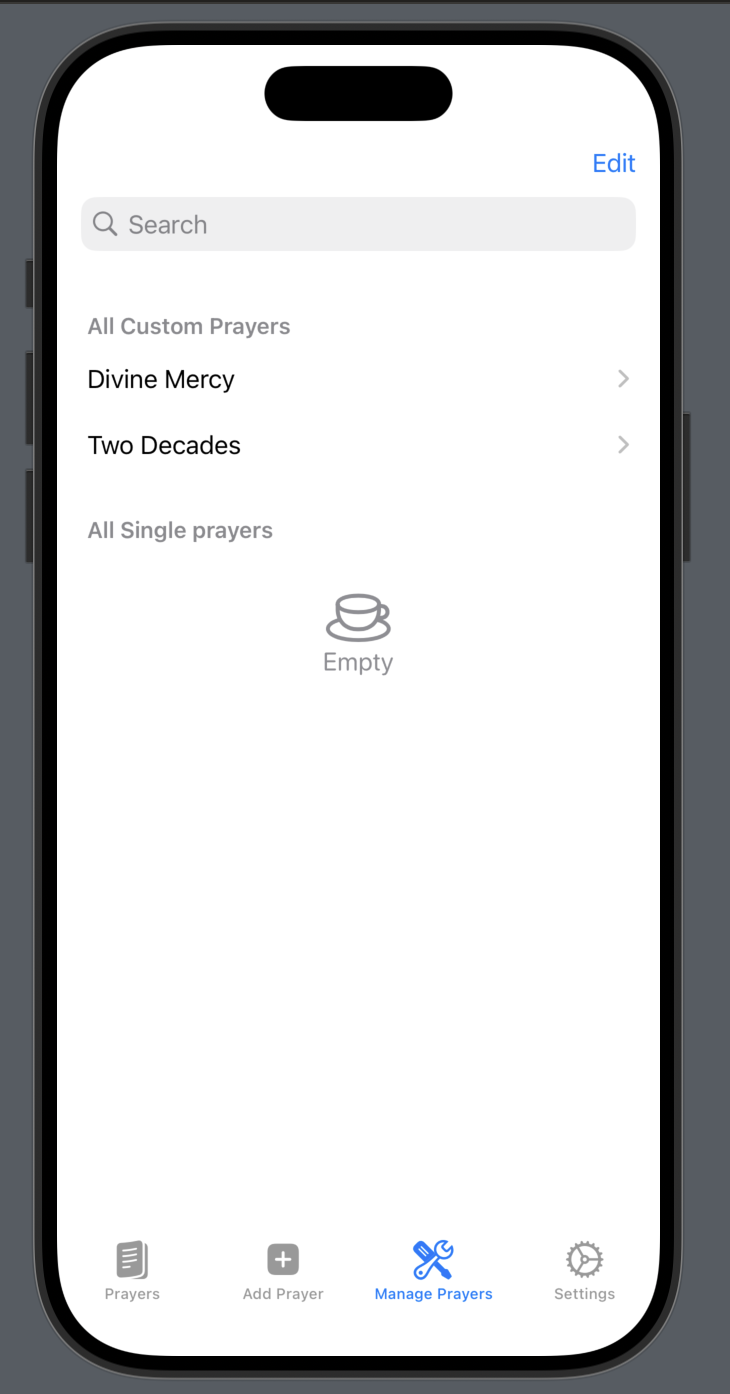 Edit
Search
All Custom Prayers
Divine Mercy
Two Decades
All Single prayers
Empty
Prayers
Add Prayer
Manage Prayers
Settings